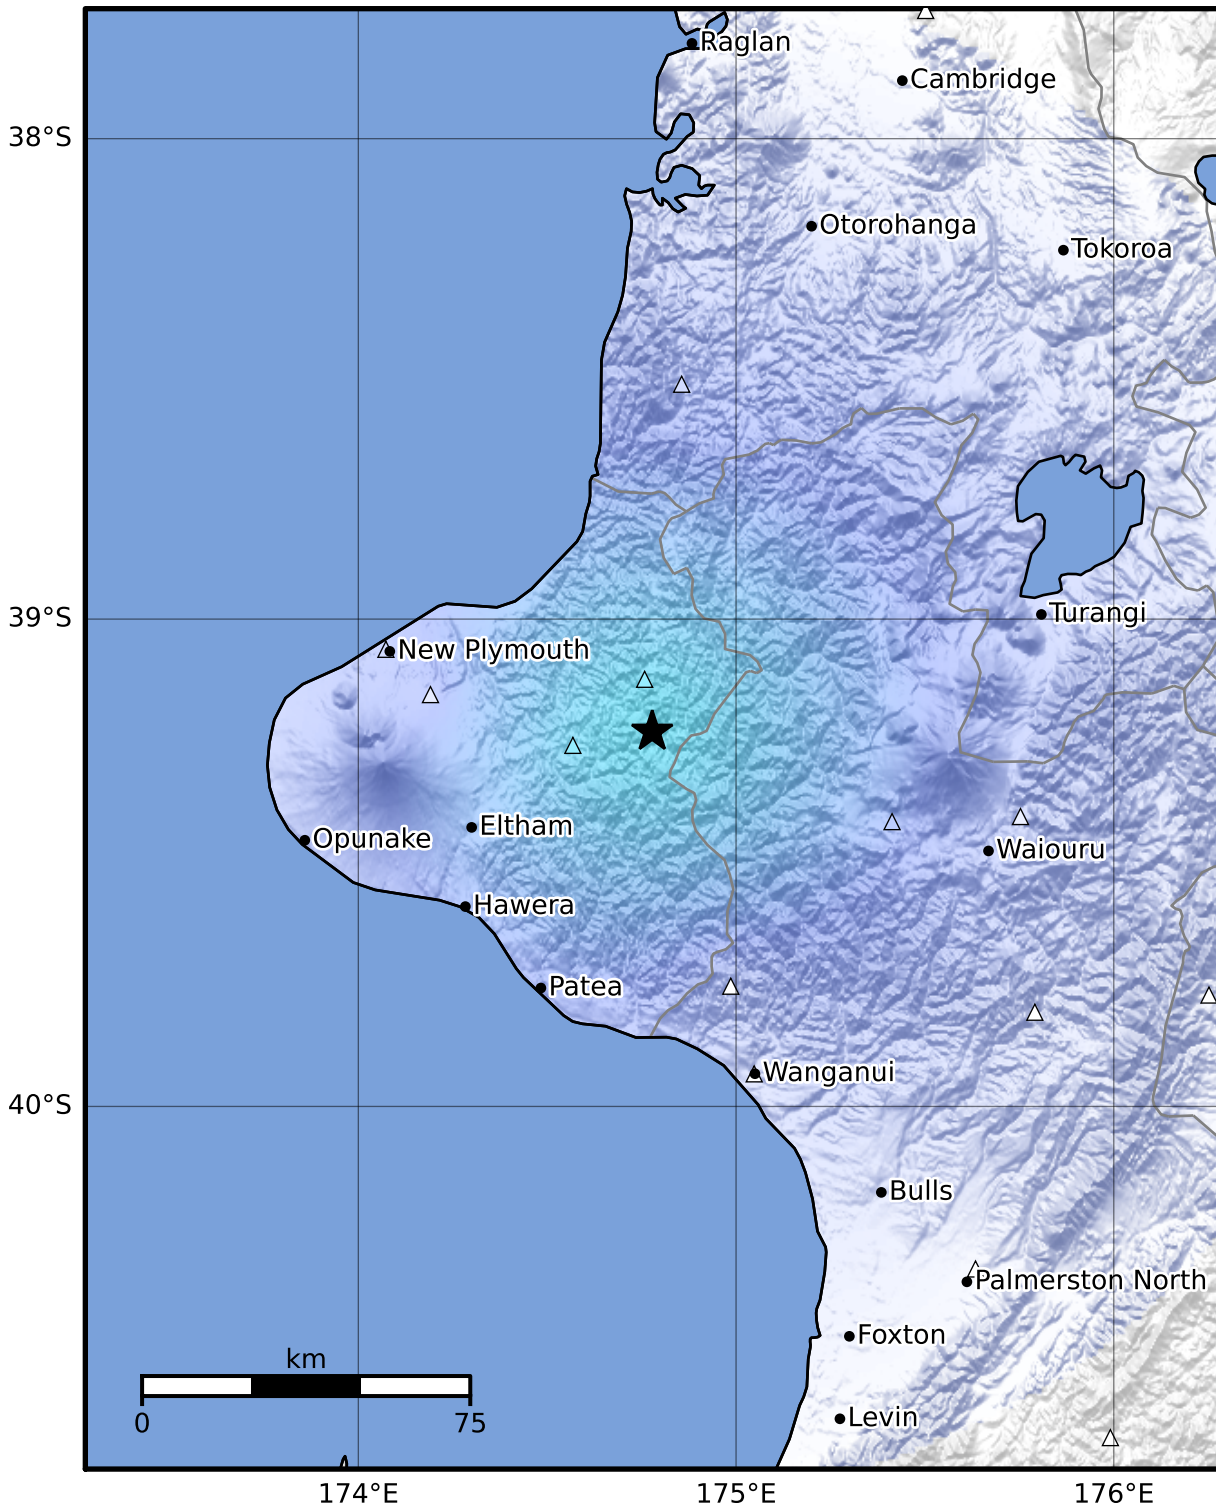 Raglan
Cambridge
38°S
Otorohanga
Tokoroa
39°S
Turangi
New Plymouth
Eltham
Opunake
Waiouru
Hawera
Patea
Wanganui
40°S
Bulls
Palmerston North
Foxton
km
0 75
Levin
174°E 175°E 176°E